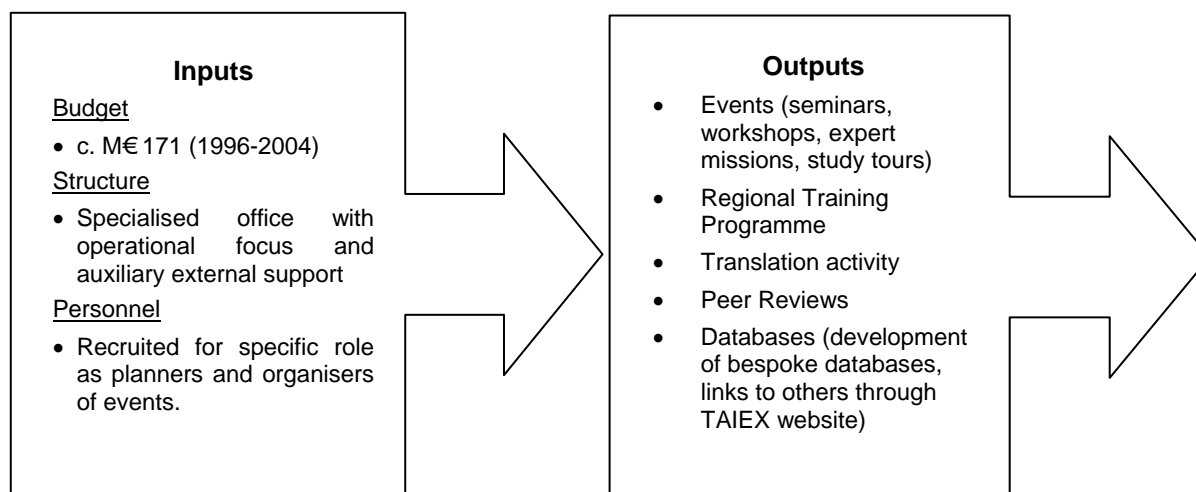 Inputs
Budget
• c. M€ 171 (1996-2004)
Structure
• Specialised office with
operational focus and
auxiliary external support
Personnel
• Recruited for specific role
as planners and organisers
of events.
Outputs
• Events (seminars,
workshops, expert
missions, study tours)
• Regional Training
Programme
• Translation activity
• Peer Reviews
• Databases (development
of bespoke databases,
links to others through
TAIEX website)